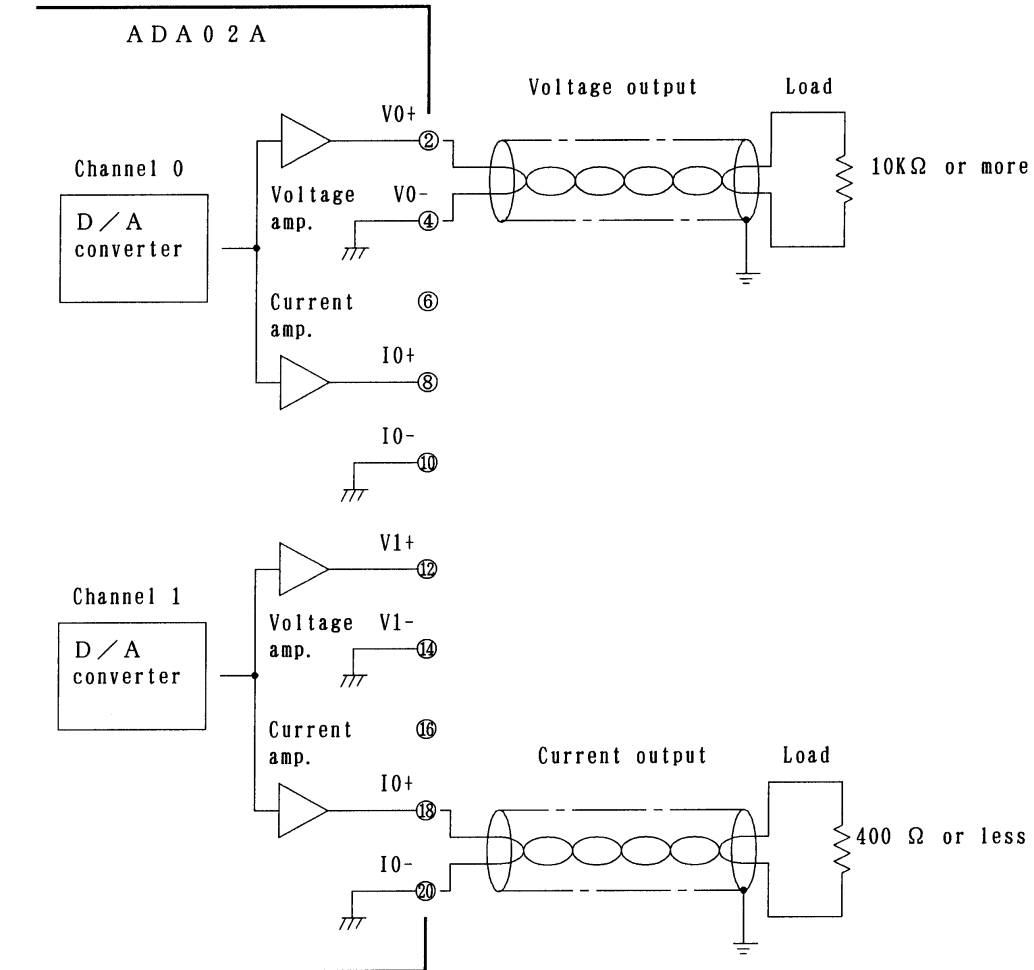 ADA02A
Voltage output
Load
V0+
②
Channel 0
10KΩ or more
D／A
converter
Voltage
amp.
V0-
④
Current
amp.
⑥
I0+
⑧
I0-
⑩
V1+
⑫
Channel 1
D／A
converter
Voltage
amp.
V1-
⑭
Current
amp.
⑯
Current output
Load
I0+
⑱
400 Ω or less
I0-
⑳